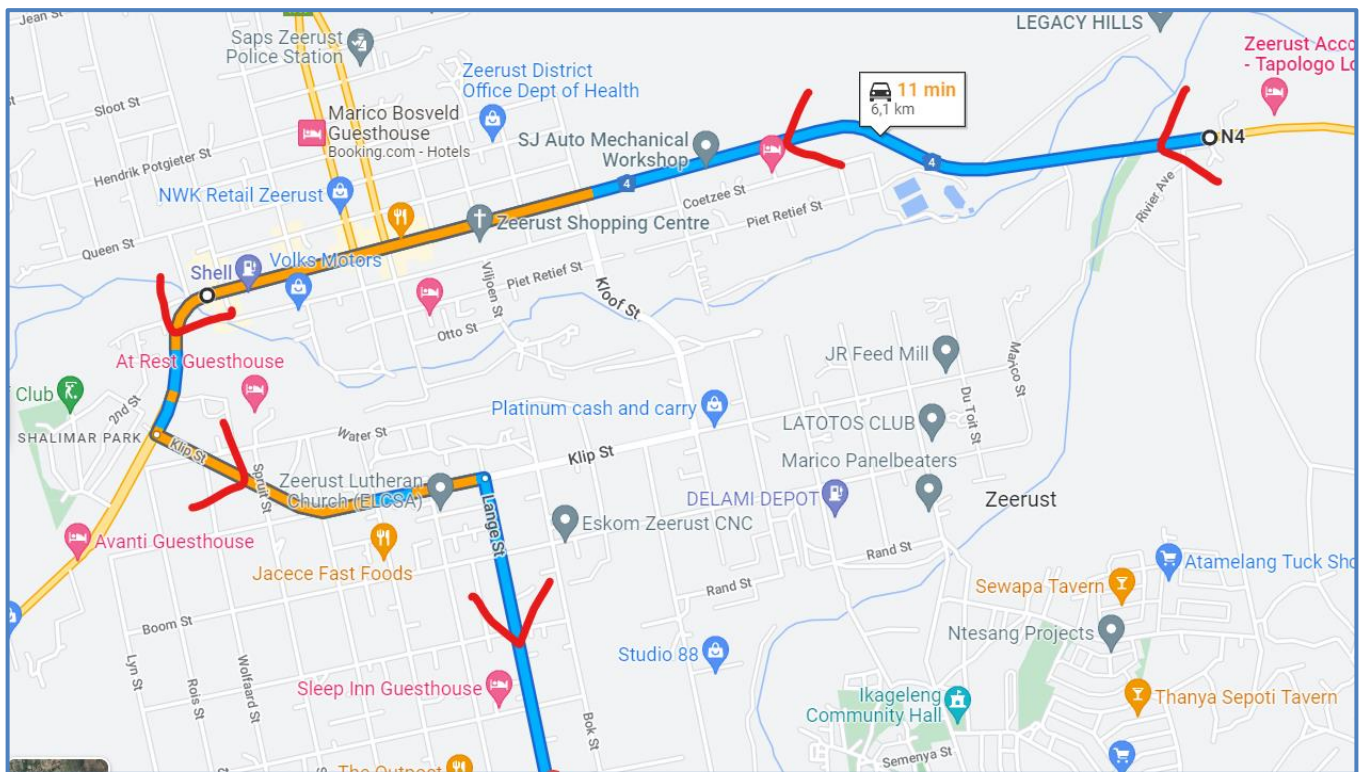 Jean St
LEGACY HILLS
Saps Zeerust
Police Station
Zeerust Acco
- Tapologo Lo
Zeerust District
Office Dept of Health
11 min
6,1 km
Sloot St
Marico Bosveld
Guesthouse
Booking.com - Hotels
SJ Auto Mechanical
Workshop
N4
4
Hendrik Potgieter St
NWK Retail Zeerust
4
Coetzee St
Piet Retief St
Rivier Ave
Zeerust Shopping Centre
Queen St
Shell
Volks Motors
Viljoen St
Piet Retief St
Kloof St
Otto St
At Rest Guesthouse
JR Feed Mill
Marico St
Club
2nd St
Platinum cash and carry
Du Toit St
SHALIMAR PARK
Water St
LATOTOS CLUB
Klip St
Klip St
Spruit St
Zeerust Lutheran
Church (ELCSA)
Marico Panelbeaters
DELAMI DEPOT
Zeerust
Lange St
Eskom Zeerust CNC
Avanti Guesthouse
Rand St
Atamelang Tuck Sho
Jacece Fast Foods
Rand St
Sewapa Tavern
Boom St
Ntesang Projects
Studio 88
Lyn St
Rois St
Wolfaard St
Sleep Inn Guesthouse
Ikageleng
Community Hall
Thanya Sepoti Tavern
Bok St
Semenya St
The Outpost